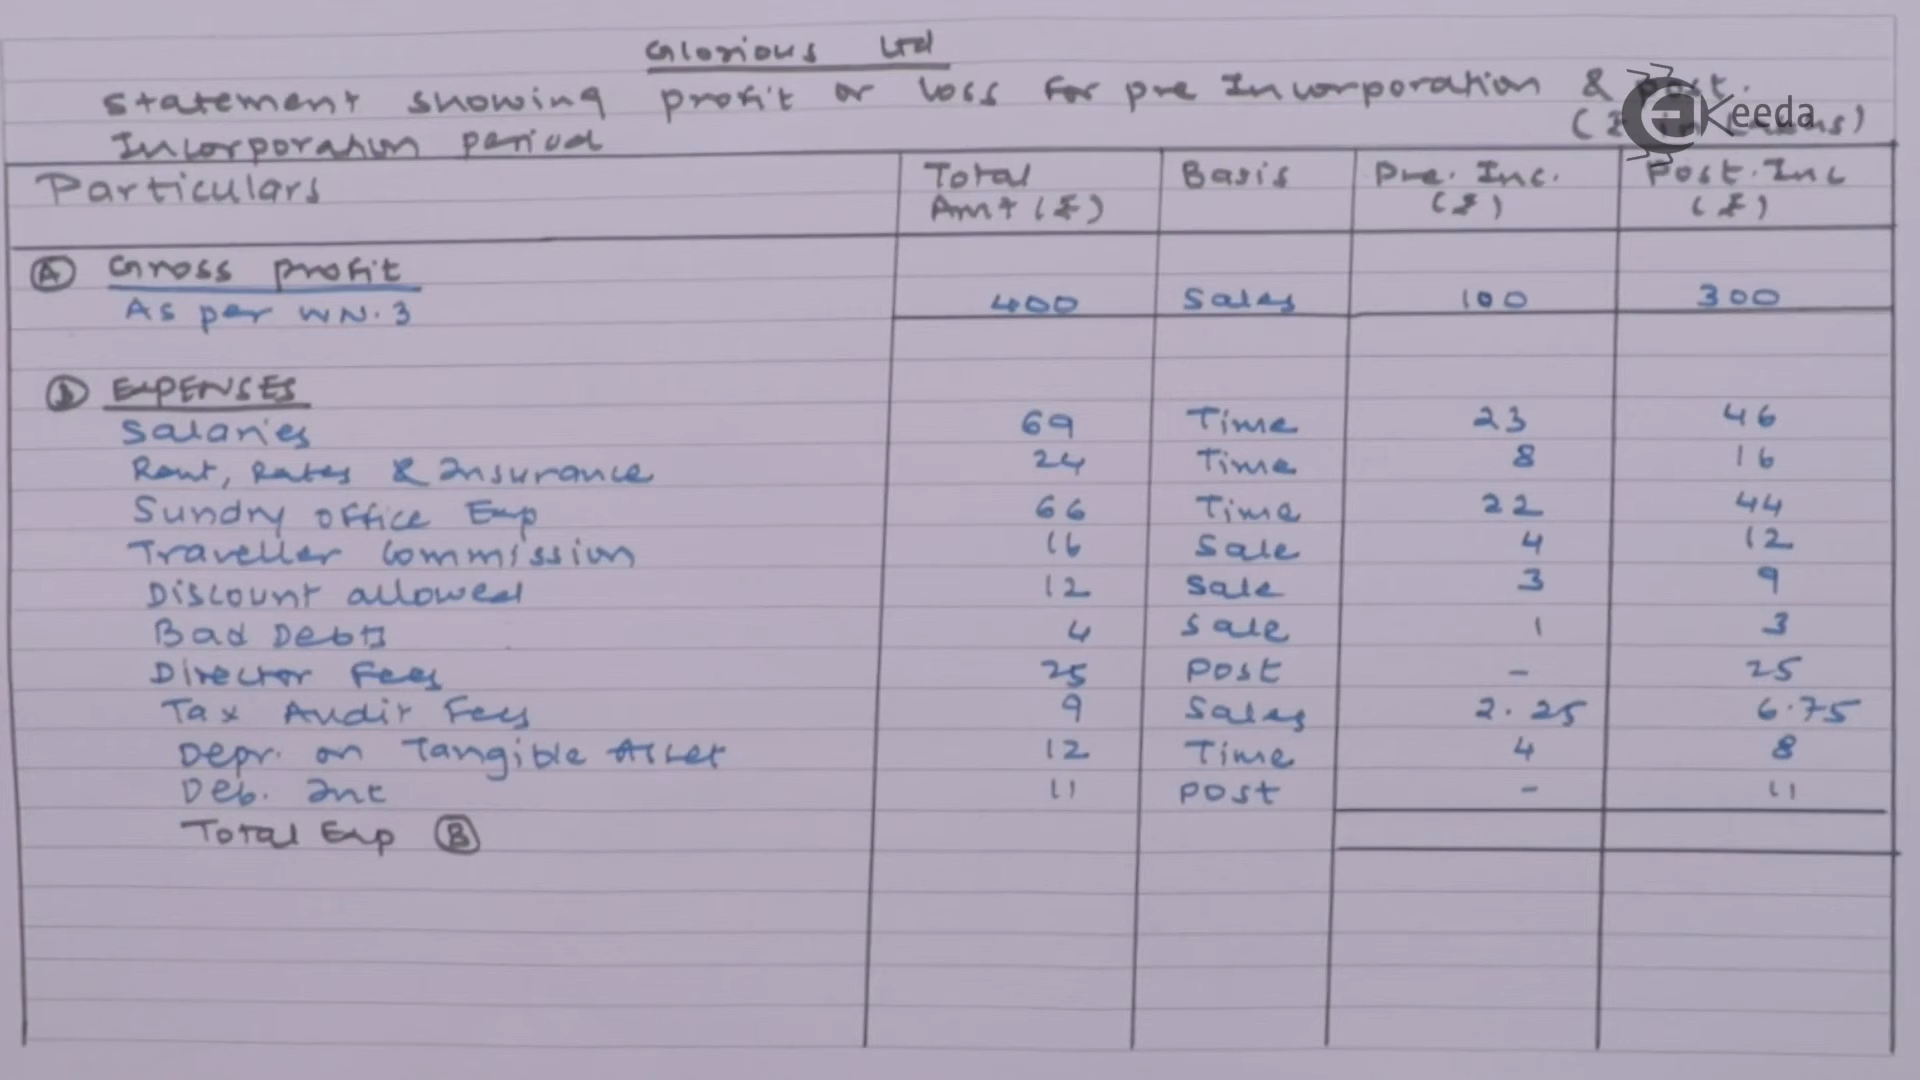 Glorious Ltd
Statement showing profit or loss for pre Incorporation & post.
Incorporation period
(₹ in Lakhs)
Keeda
Particulars Total Amt (₹) Basis Pre. Inc. (₹) Post. Inc (₹)
(A) Gross profit
As per WN. 3 400 Sales 100 300
(B) EXPENSES
Salaries 69 Time 23 46
Rent, Rates & Insurance 24 Time 8 16
Sundry office Exp 66 Time 22 44
Traveller Commission 16 Sale 4 12
Discount allowed 12 Sale 3 9
Bad Debts 4 Sale 1 3
Director Fees 25 Post - 25
Tax Audit Fees 9 Sales 2.25 6.75
Depr. on Tangible Asset 12 Time 4 8
Deb. Int 11 Post - 11
Total Exp (B)